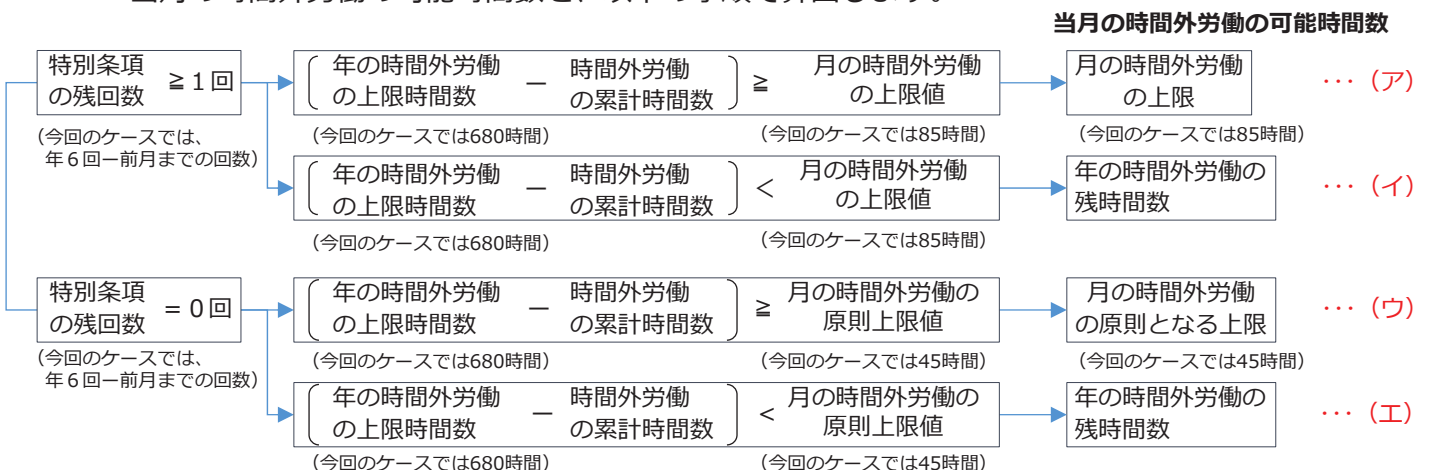 当月の時間外労働の可能時間数
特別条項
の残回数
≧１回
年の時間外労働
の上限時間数
ー
時間外労働
の累計時間数
≧
月の時間外労働
の上限値
月の時間外労働
の上限
･･･（ア）
（今回のケースでは、
年６回ー前月までの回数）
（今回のケースでは680時間）
（今回のケースでは85時間）
（今回のケースでは85時間）
年の時間外労働
の上限時間数
ー
時間外労働
の累計時間数
＜
月の時間外労働
の上限値
年の時間外労働の
残時間数
･･･（イ）
（今回のケースでは680時間）
（今回のケースでは85時間）
特別条項
の残回数
＝０回
年の時間外労働
の上限時間数
ー
時間外労働
の累計時間数
≧
月の時間外労働の
原則上限値
月の時間外労働
の原則となる上限
･･･（ウ）
（今回のケースでは、
年６回ー前月までの回数）
（今回のケースでは680時間）
（今回のケースでは45時間）
（今回のケースでは45時間）
年の時間外労働
の上限時間数
ー
時間外労働
の累計時間数
＜
月の時間外労働の
原則上限値
年の時間外労働の
残時間数
･･･（エ）
（今回のケースでは680時間）
（今回のケースでは45時間）